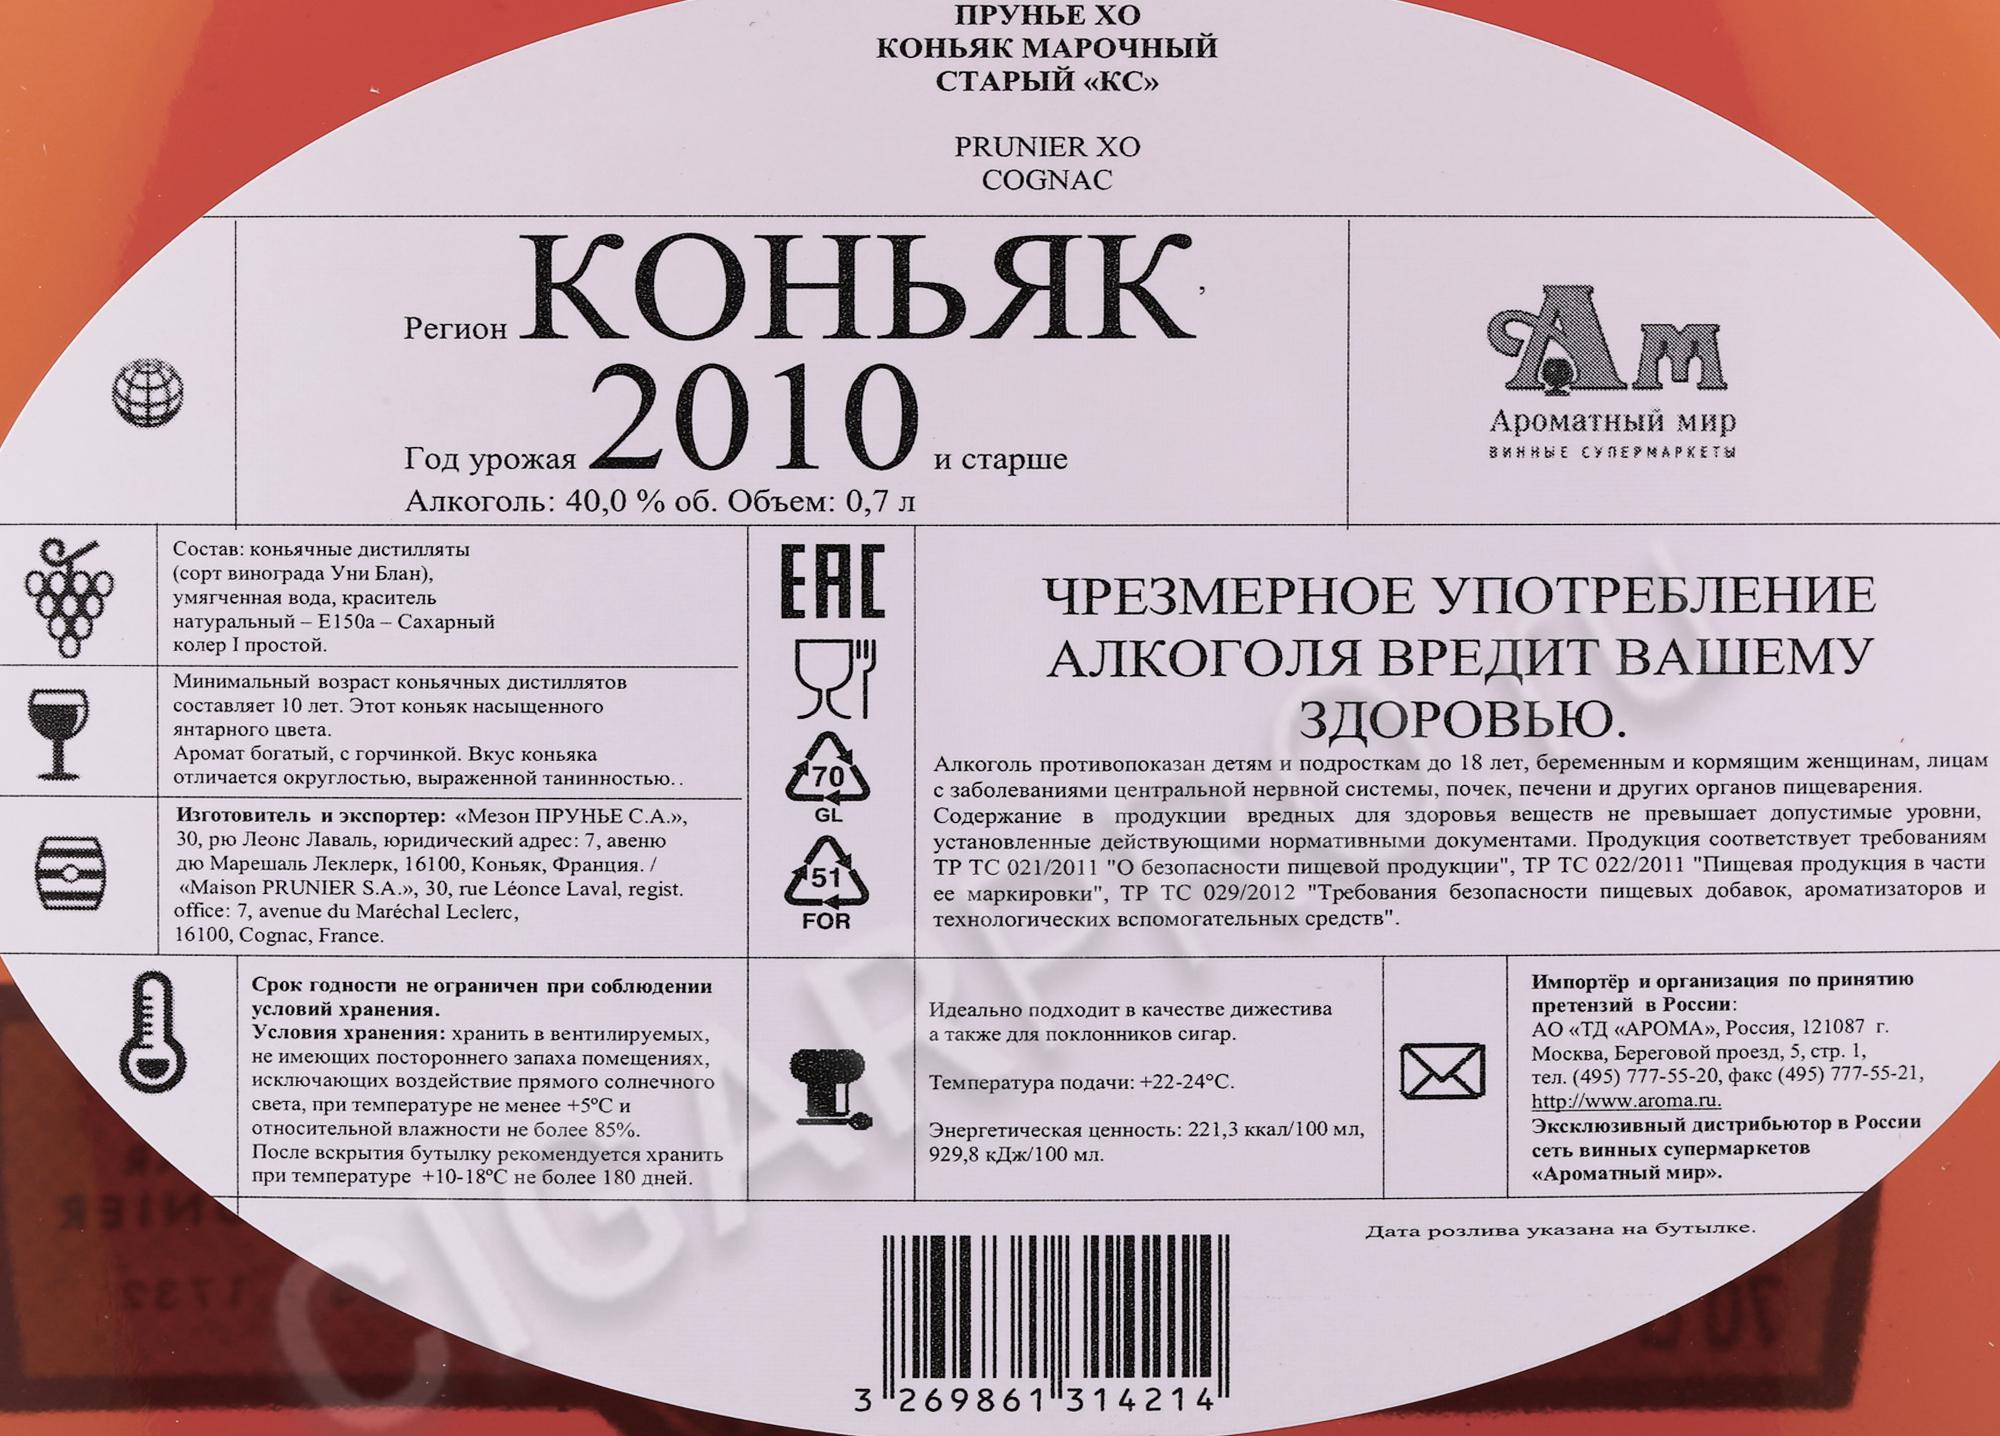 ПРУНЬЕ ХО
КОНЬЯК МАРОЧНЫЙ
СТАРЫЙ «КС»
PRUNIER XO
COGNAC
Регион КОНЬЯК,
Год урожая 2010 и старше
Алкоголь: 40,0 % об. Объем: 0,7 л
Ам
Ароматный мир
ВИННЫЕ СУПЕРМАРКЕТЫ
Состав: коньячные дистилляты
(сорт винограда Уни Блан),
умягченная вода, краситель
натуральный – Е150а – Сахарный
колер I простой.
Минимальный возраст коньячных дистиллятов
составляет 10 лет. Этот коньяк насыщенного
янтарного цвета.
Аромат богатый, с горчинкой. Вкус коньяка
отличается округлостью, выраженной танинностью..
Изготовитель и экспортер: «Мезон ПРУНЬЕ С.А.»,
30, рю Леонс Лаваль, юридический адрес: 7, авеню
дю Марешаль Леклерк, 16100, Коньяк, Франция. /
«Maison PRUNIER S.A.», 30, rue Léonce Laval, regist.
office: 7, avenue du Maréchal Leclerc,
16100, Cognac, France.
EAC
70
GL
51
FOR
ЧРЕЗМЕРНОЕ УПОТРЕБЛЕНИЕ
АЛКОГОЛЯ ВРЕДИТ ВАШЕМУ
ЗДОРОВЬЮ.
Алкоголь противопоказан детям и подросткам до 18 лет, беременным и кормящим женщинам, лицам
с заболеваниями центральной нервной системы, почек, печени и других органов пищеварения.
Содержание в продукции вредных для здоровья веществ не превышает допустимые уровни,
установленные действующими нормативными документами. Продукция соответствует требованиям
ТР ТС 021/2011 "О безопасности пищевой продукции", ТР ТС 022/2011 "Пищевая продукция в части
ее маркировки", ТР ТС 029/2012 "Требования безопасности пищевых добавок, ароматизаторов и
технологических вспомогательных средств".
Срок годности не ограничен при соблюдении
условий хранения.
Условия хранения: хранить в вентилируемых,
не имеющих постороннего запаха помещениях,
исключающих воздействие прямого солнечного
света, при температуре не менее +5°С и
относительной влажности не более 85%.
После вскрытия бутылку рекомендуется хранить
при температуре +10-18°С не более 180 дней.
Идеально подходит в качестве дижестива
а также для поклонников сигар.
Температура подачи: +22-24°С.
Энергетическая ценность: 221,3 ккал/100 мл,
929,8 кДж/100 мл.
Импортёр и организация по принятию
претензий в России:
АО «ТД «АРОМА», Россия, 121087 г.
Москва, Береговой проезд, 5, стр. 1,
тел. (495) 777-55-20, факс (495) 777-55-21,
http://www.aroma.ru.
Эксклюзивный дистрибьютор в России
сеть винных супермаркетов
«Ароматный мир».
Дата розлива указана на бутылке.
3 269861 314214
CIGARPRO.ru
NIER
1732
70